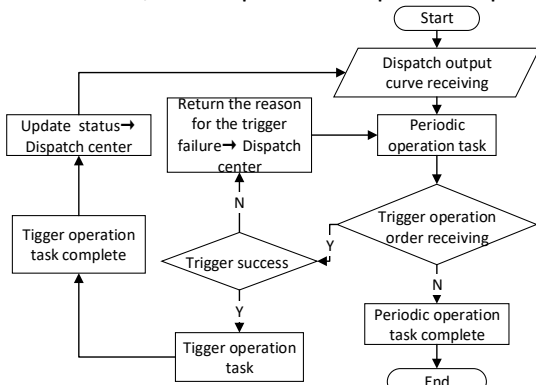 Start
Dispatch output
curve receiving
Return the reason
for the trigger
failure→ Dispatch
center
Update status→
Dispatch center
Periodic
operation task
N
Trigger operation
order receiving
Tigger operation
task complete
Y
Trigger success
N
Y
Periodic operation
task complete
Tigger operation
task
End